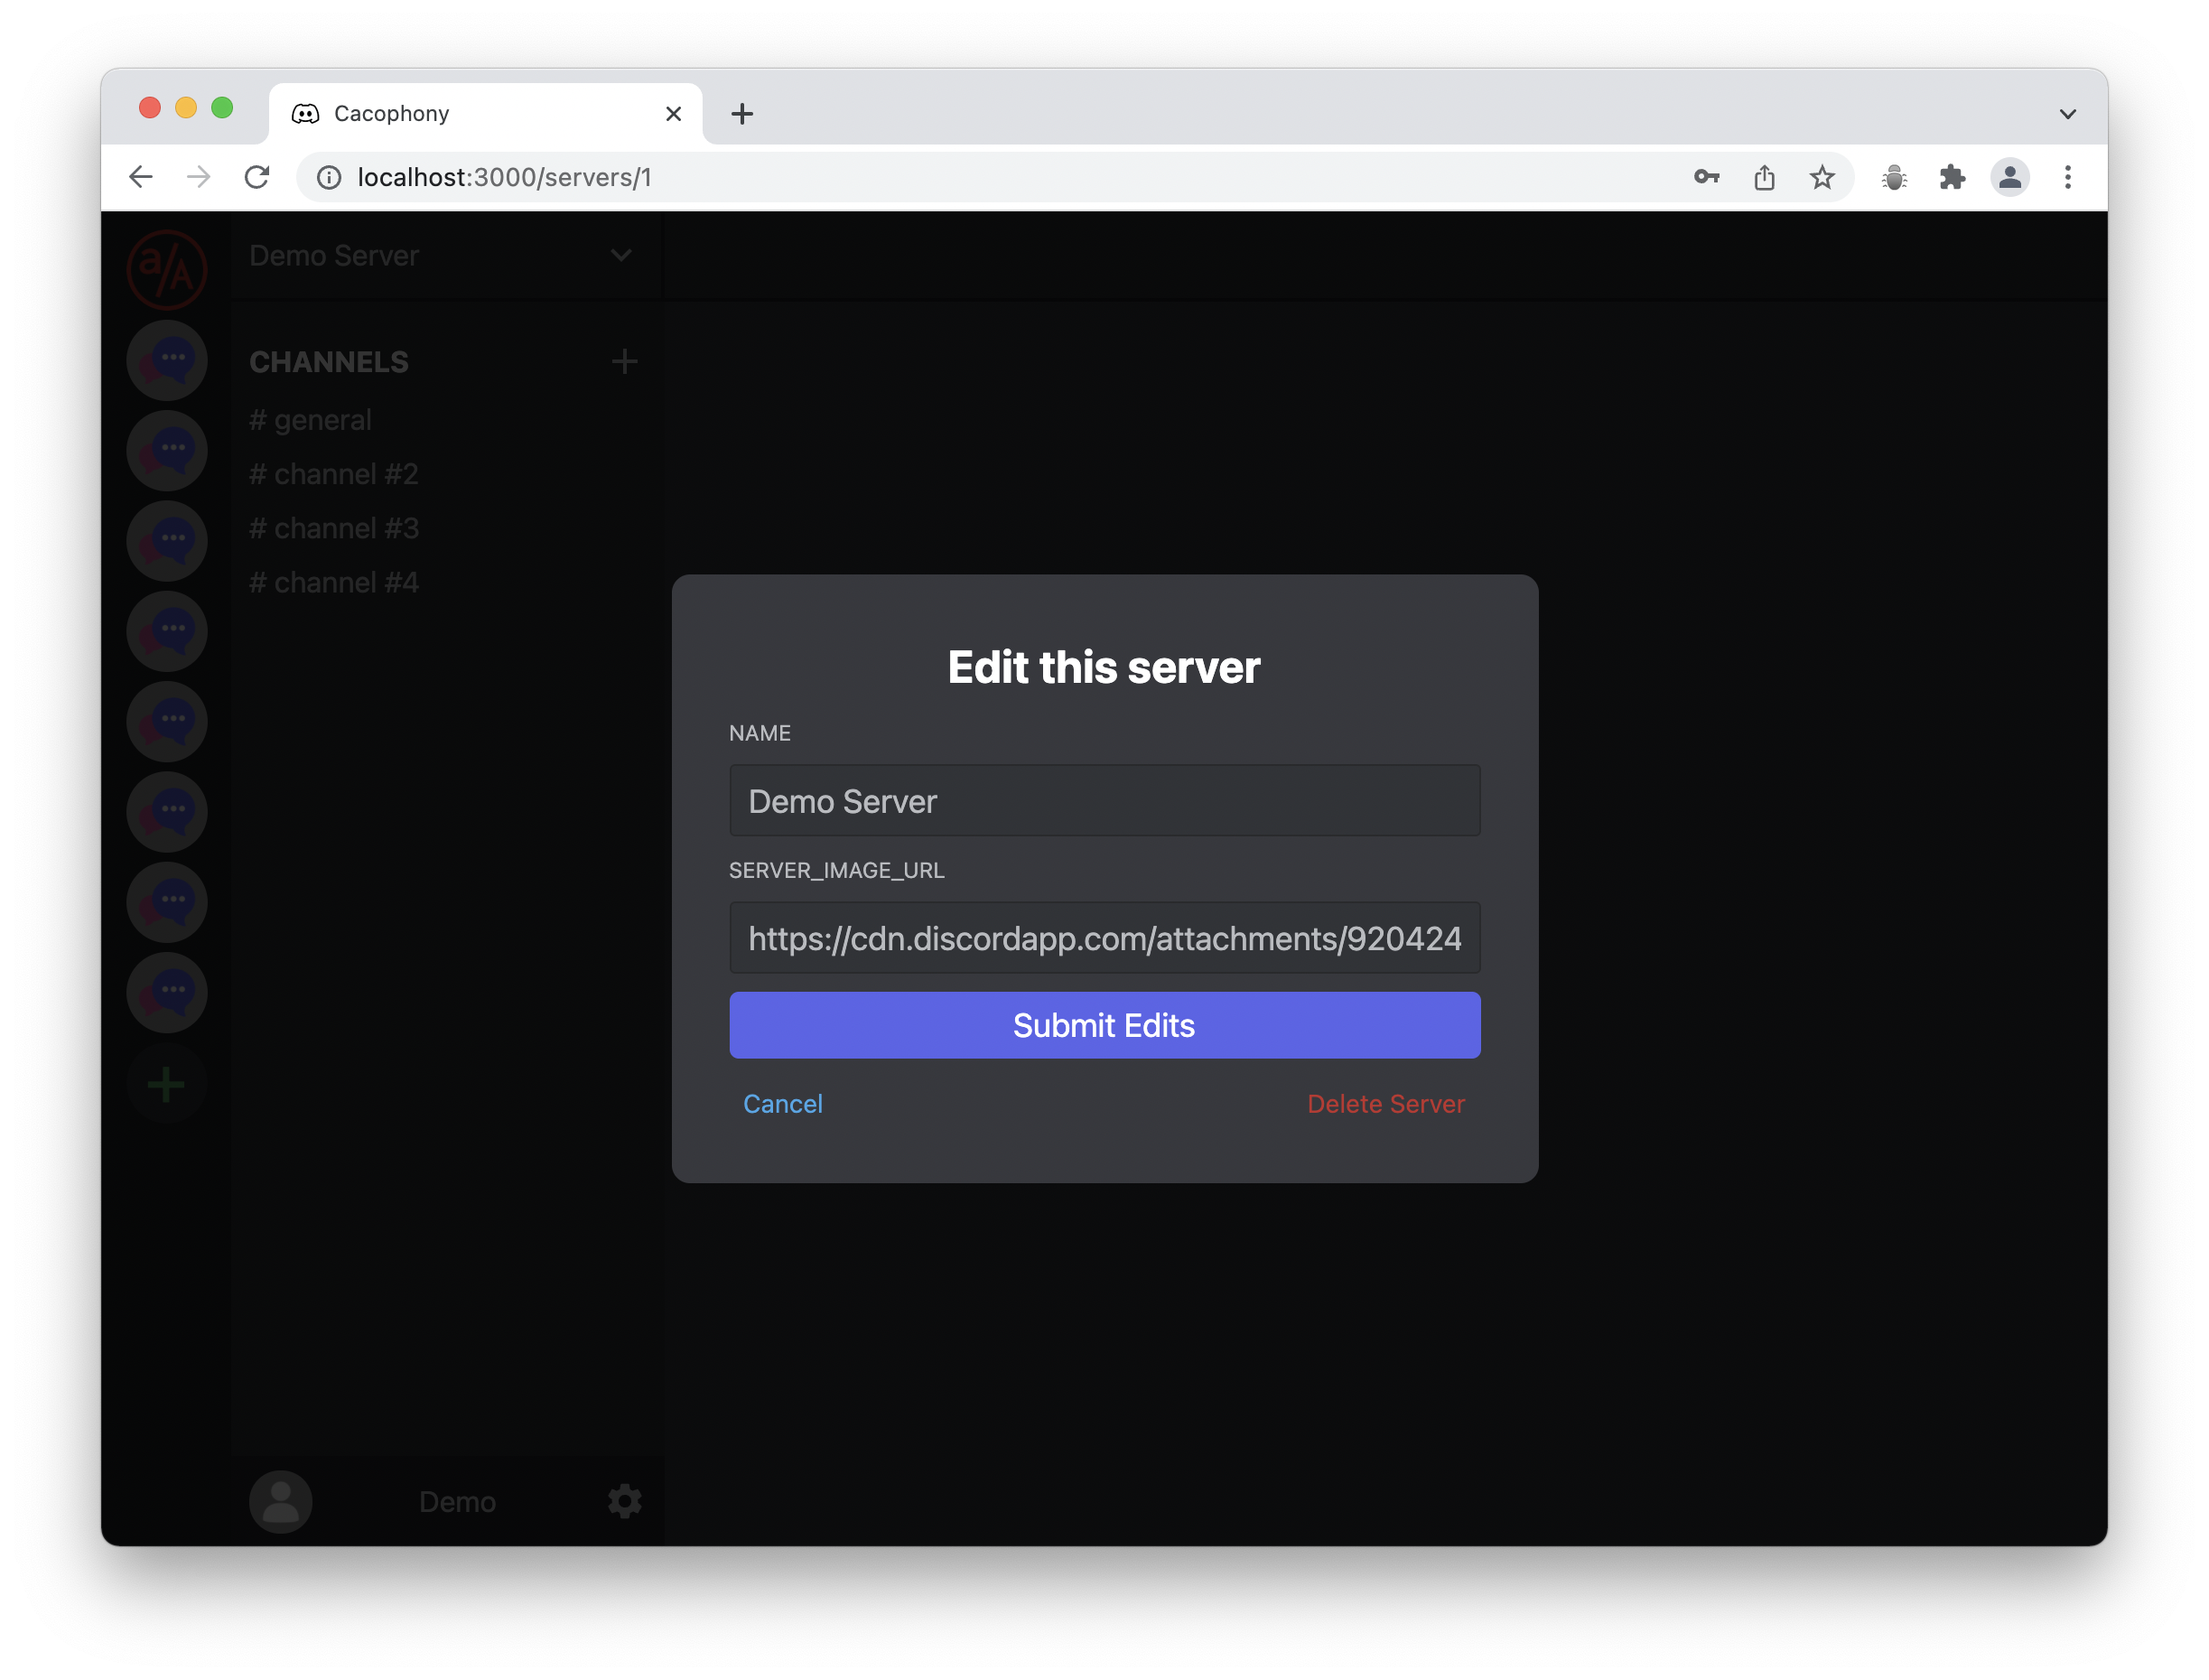 Cacophony
localhost:3000/servers/1
a/A
Demo Server
CHANNELS
# general
# channel #2
# channel #3
# channel #4
Edit this server
NAME
Demo Server
SERVER_IMAGE_URL
https://cdn.discordapp.com/attachments/920424
Submit Edits
Cancel
Delete Server
Demo